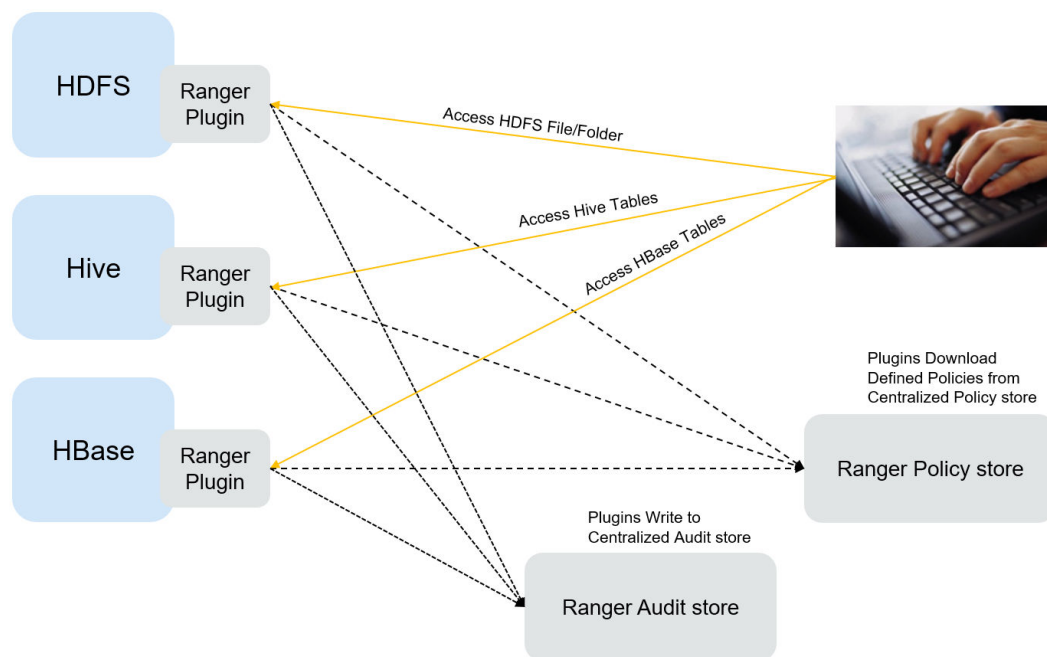 HDFS
Ranger
Plugin
Access HDFS File/Folder
Hive
Ranger
Plugin
Access Hive Tables
Access HBase Tables
HBase
Ranger
Plugin
Plugins Download
Defined Policies from
Centralized Policy store
Ranger Policy store
Plugins Write to
Centralized Audit store
Ranger Audit store